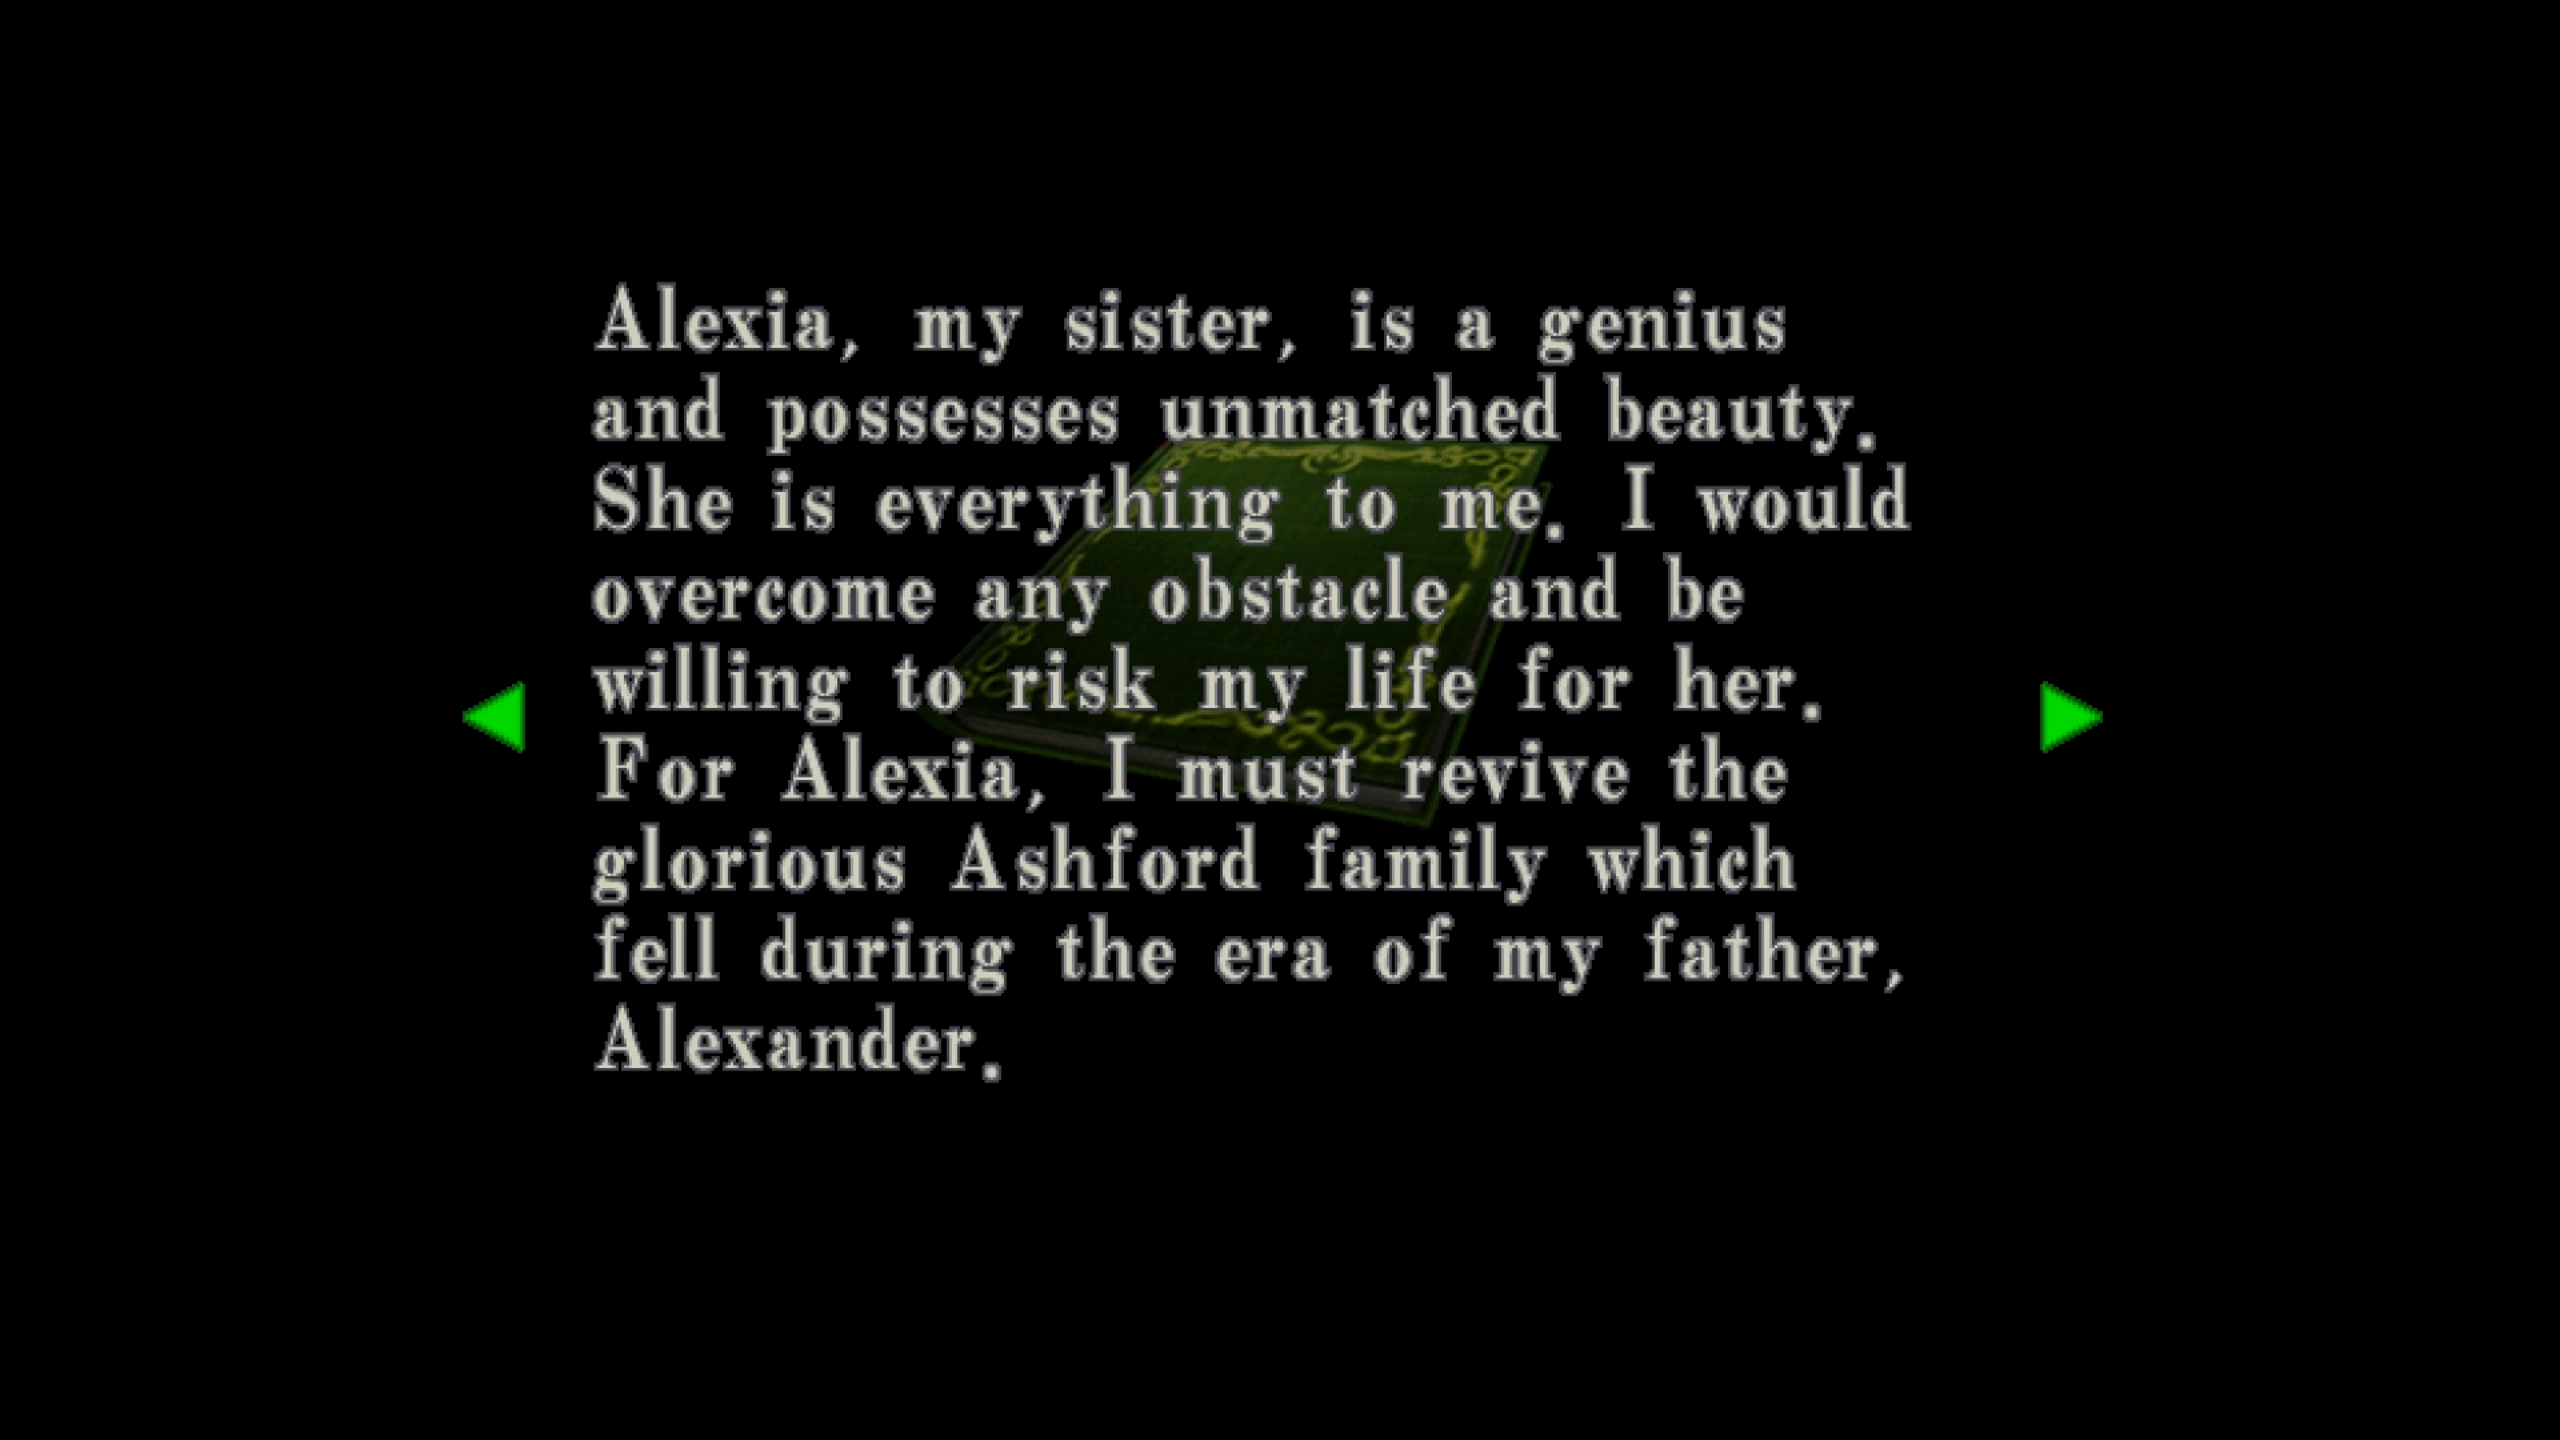 Alexia, my sister, is a genius
and possesses unmatched beauty.
She is everything to me. I would
overcome any obstacle and be
willing to risk my life for her.
For Alexia, I must revive the
glorious Ashford family which
fell during the era of my father,
Alexander.